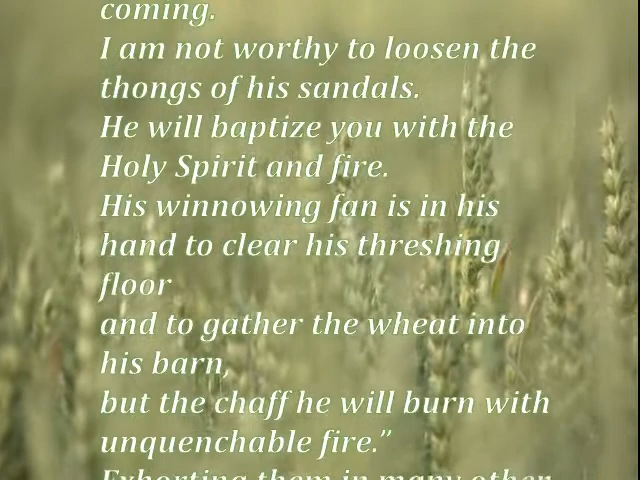 coming.
I am not worthy to loosen the
thongs of his sandals.
He will baptize you with the
Holy Spirit and fire.
His winnowing fan is in his
hand to clear his threshing
floor
and to gather the wheat into
his barn,
but the chaff he will burn with
unquenchable fire.”
Exhorting them in many other